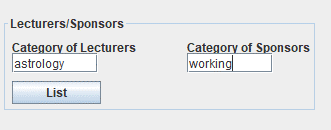 Lecturers/Sponsors
Category of Lecturers Category of Sponsors
astrology working
List